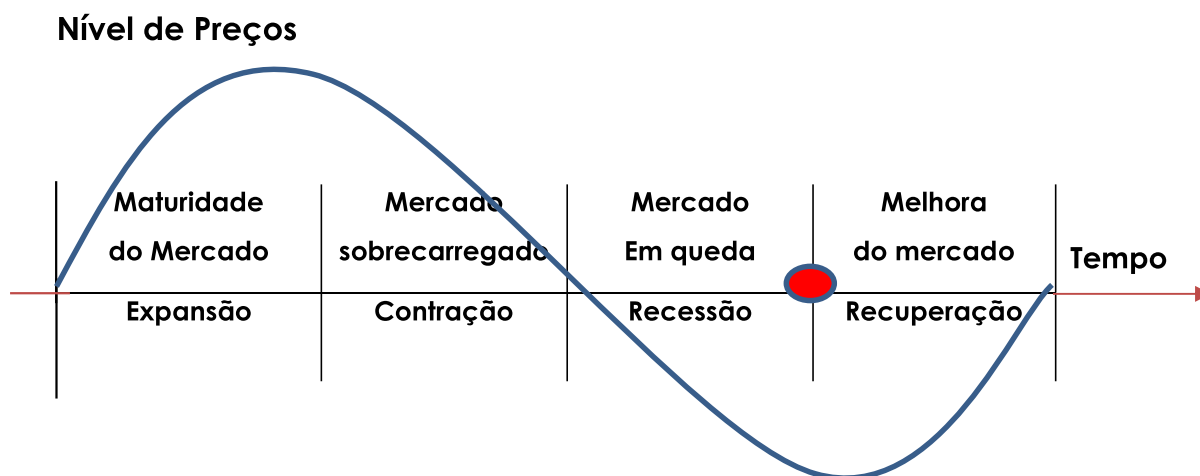 Nível de Preços
Maturidade
do Mercado
Expansão
Mercado
sobrecarregado
Contração
Mercado
Em queda
Recessão
Melhora
do mercado
Recuperação
Tempo